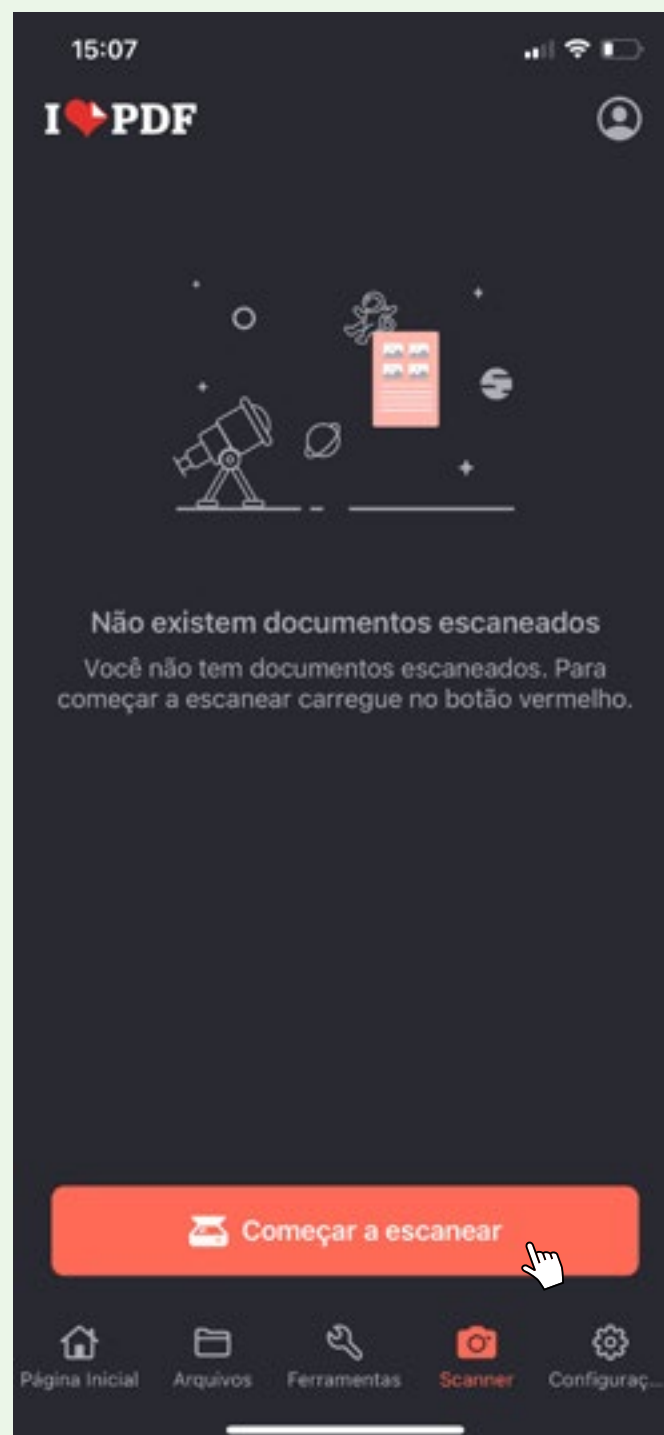 15:07
I PDF
Não existem documentos escaneados
Você não tem documentos escaneados. Para
começar a escanear carregue no botão vermelho.
Começar a escanear
Página Inicial Arquivos Ferramentas Scanner Configuraç...